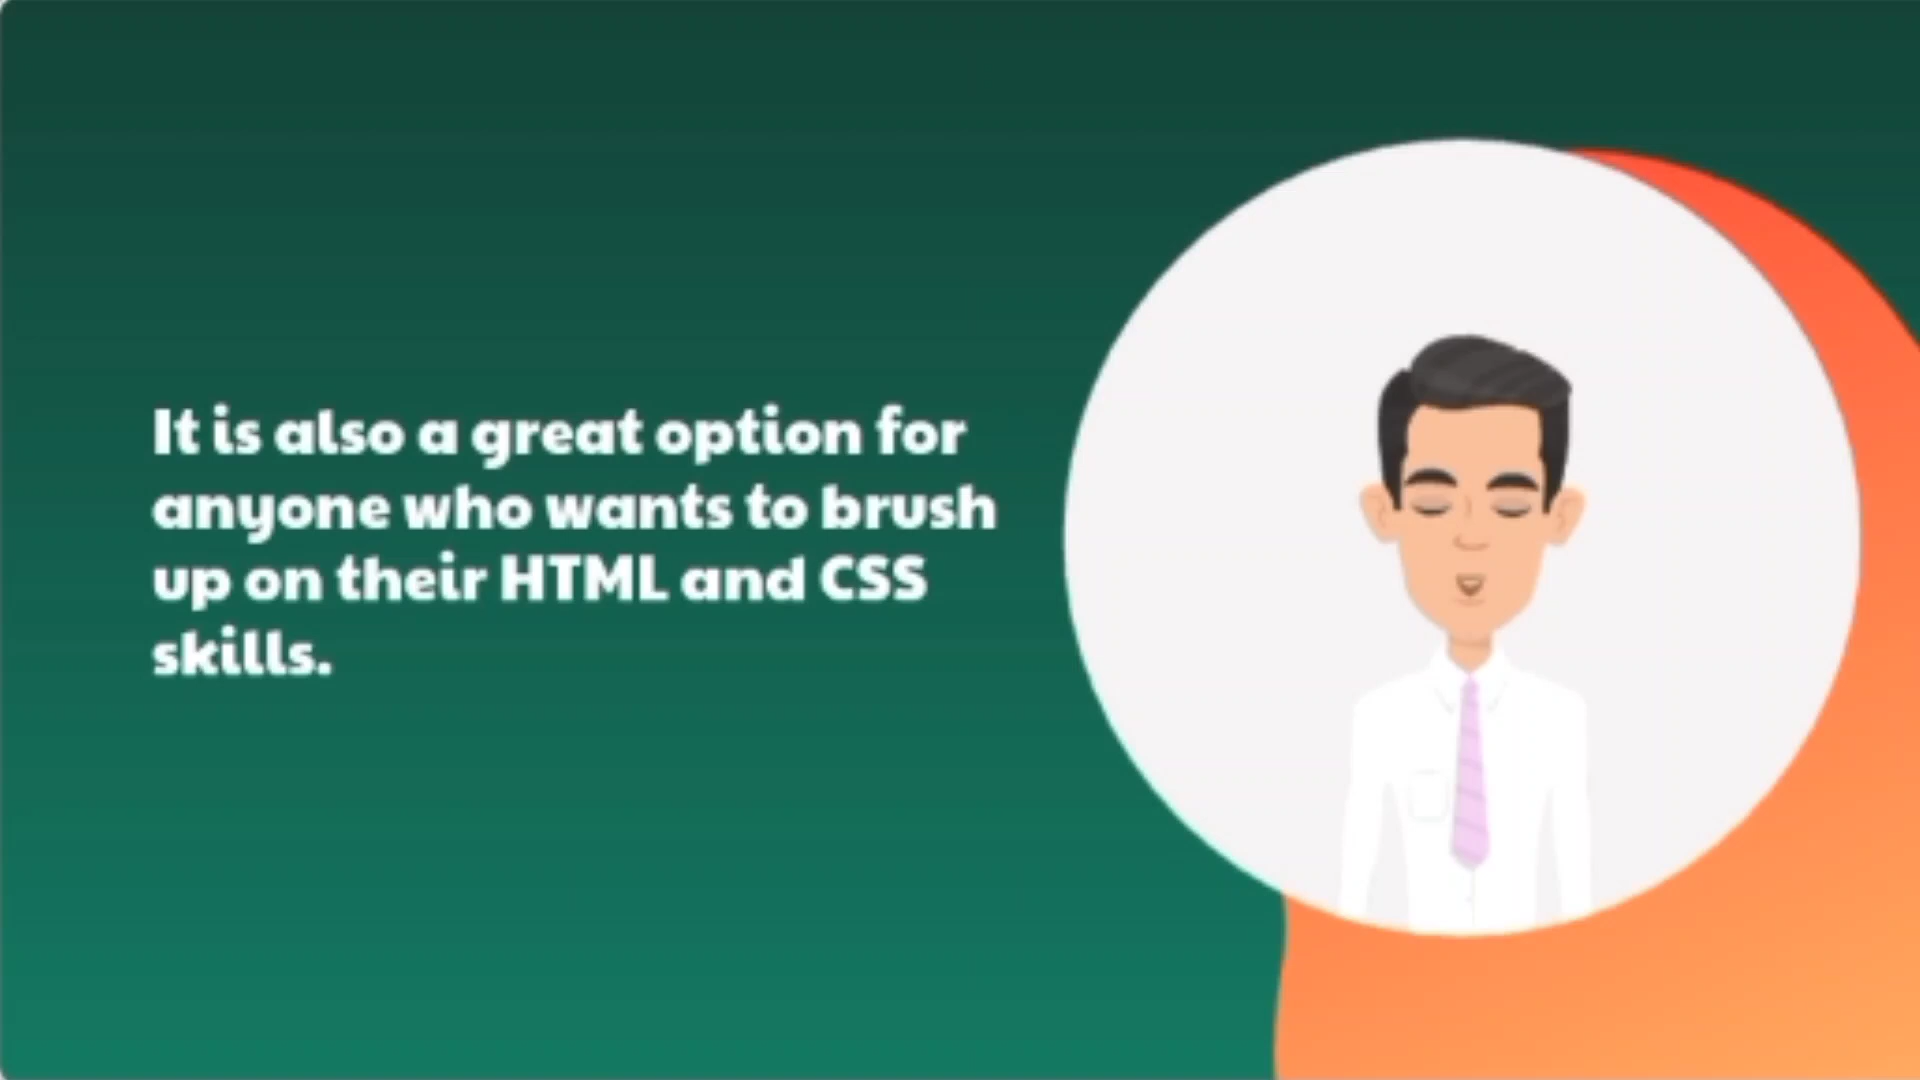 It is also a great option for
anyone who wants to brush
up on their HTML and CSS
skills.